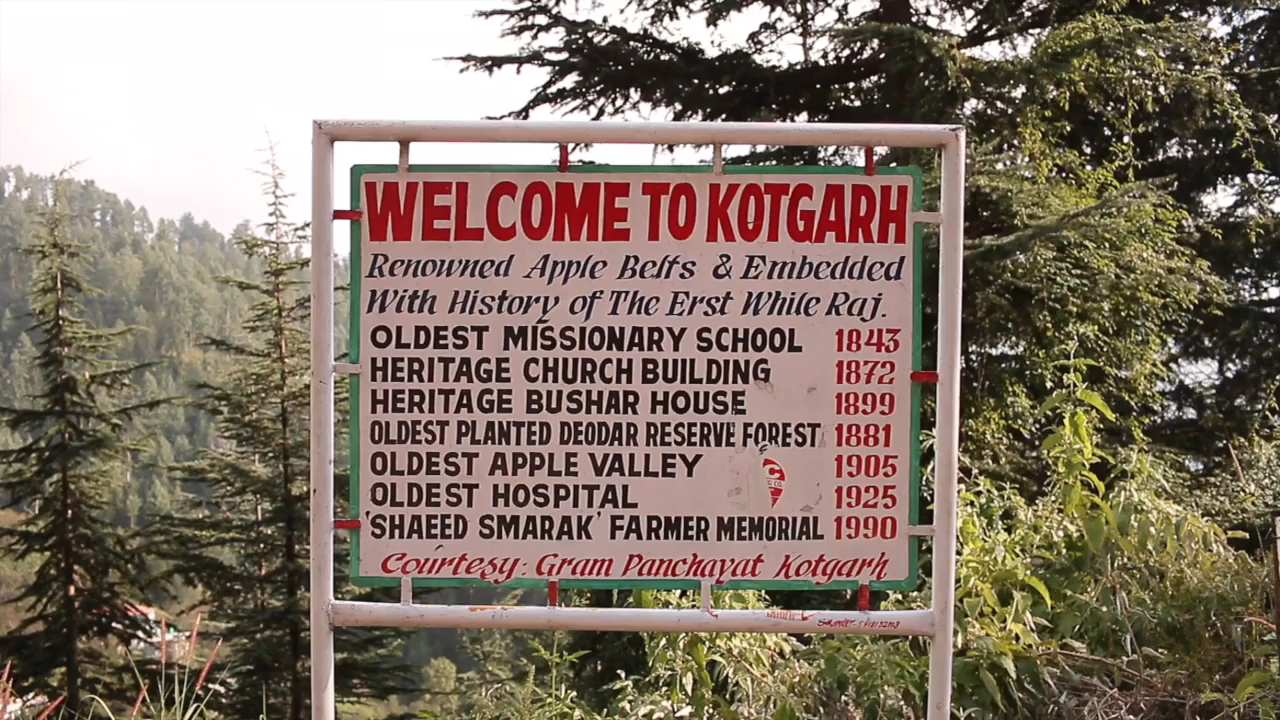 WELCOME TO KOTGARH
Renowned Apple Belts & Embedded
With History of The Erst While Raj.
OLDEST MISSIONARY SCHOOL 1843
HERITAGE CHURCH BUILDING 1872
HERITAGE BUSHAR HOUSE 1899
OLDEST PLANTED DEODAR RESERVE FOREST 1881
OLDEST APPLE VALLEY 1905
OLDEST HOSPITAL 1925
'SHAEED SMARAK' FARMER MEMORIAL 1990
Courtesy: Gram Panchayat Kotgarh